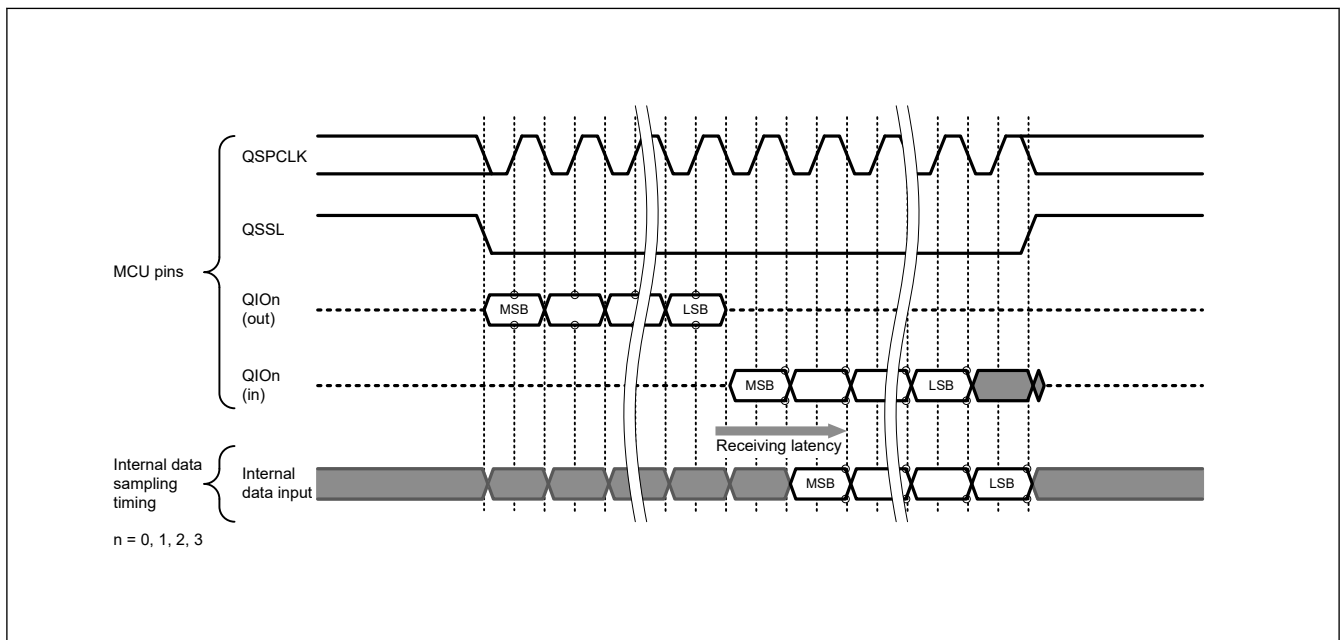 QSPCLK
QSSL
MCU pins
QIOn
(out)
MSB
LSB
QIOn
(in)
MSB
LSB
Receiving latency
Internal data
sampling
timing
Internal
data input
MSB
LSB
n = 0, 1, 2, 3